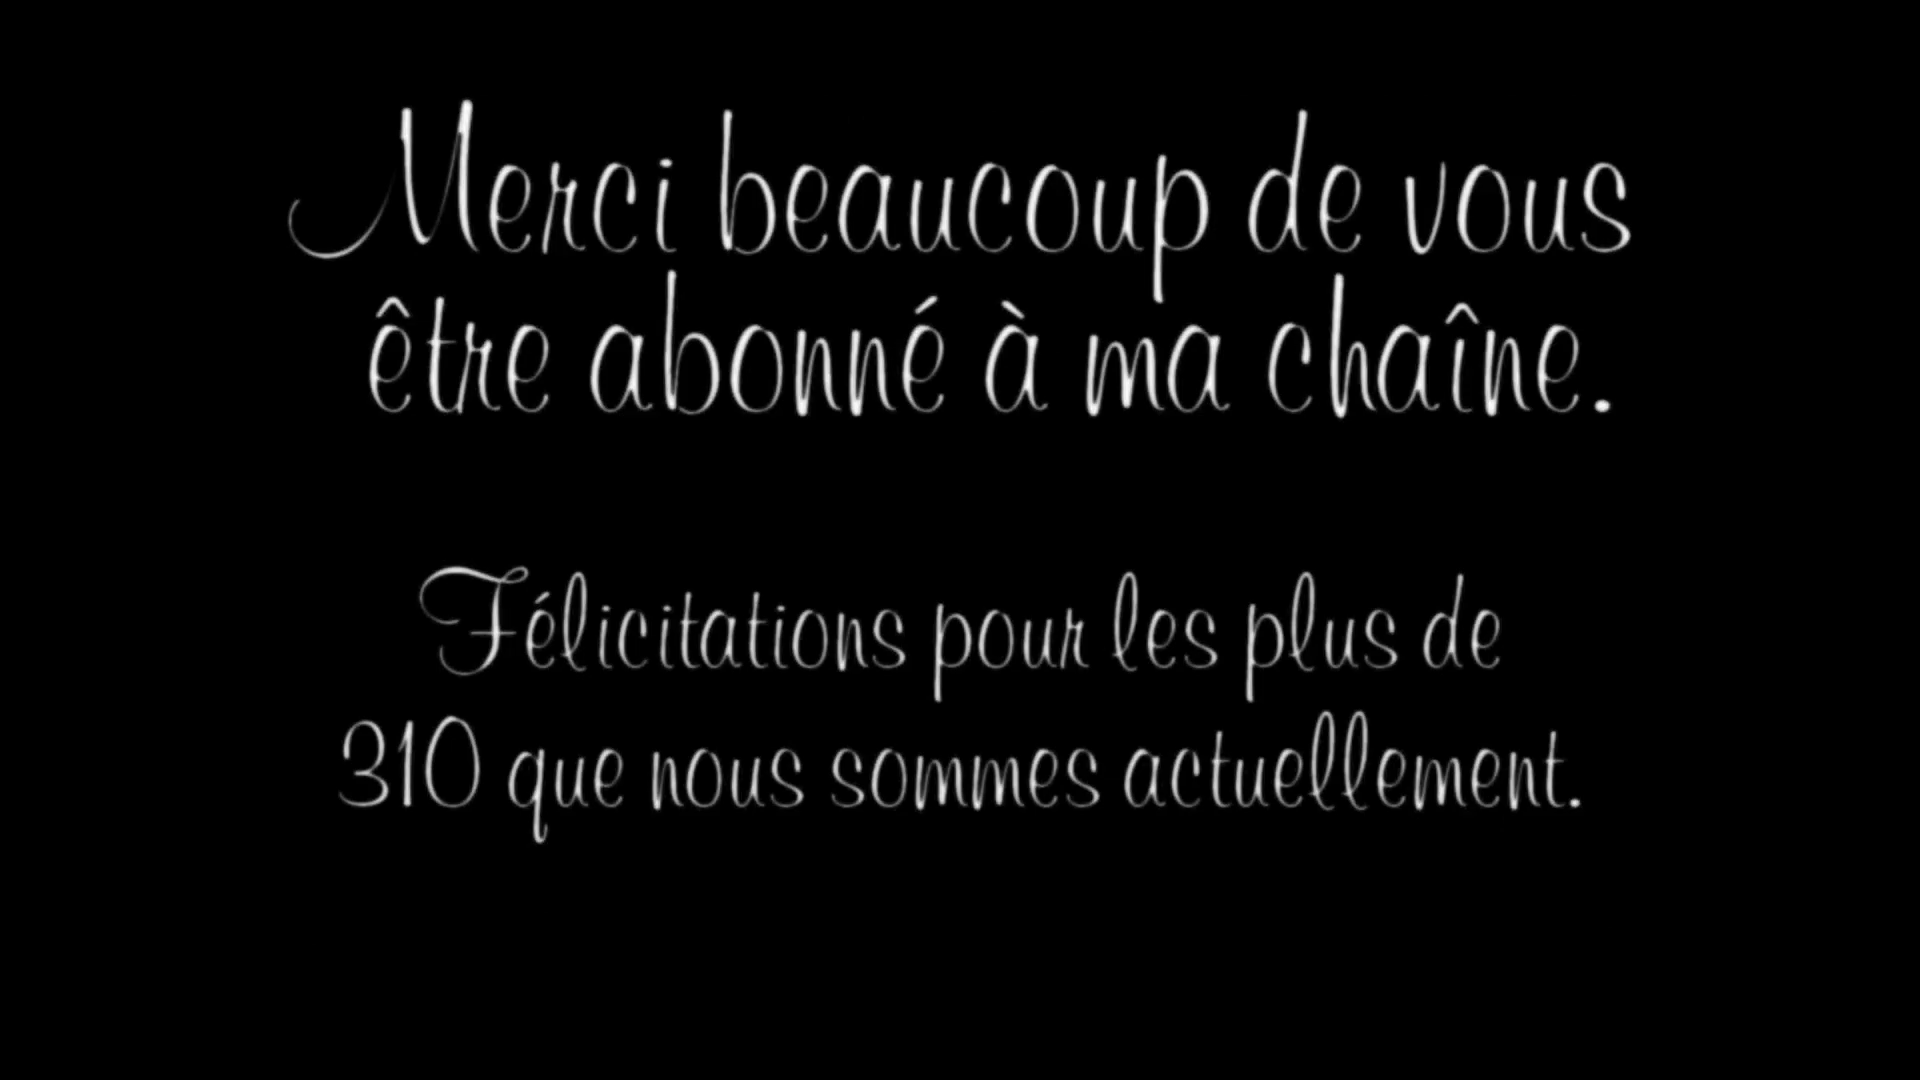 Merci beaucoup de vous
être abonné à ma chaîne.
Félicitations pour les plus de
310 que nous sommes actuellement.